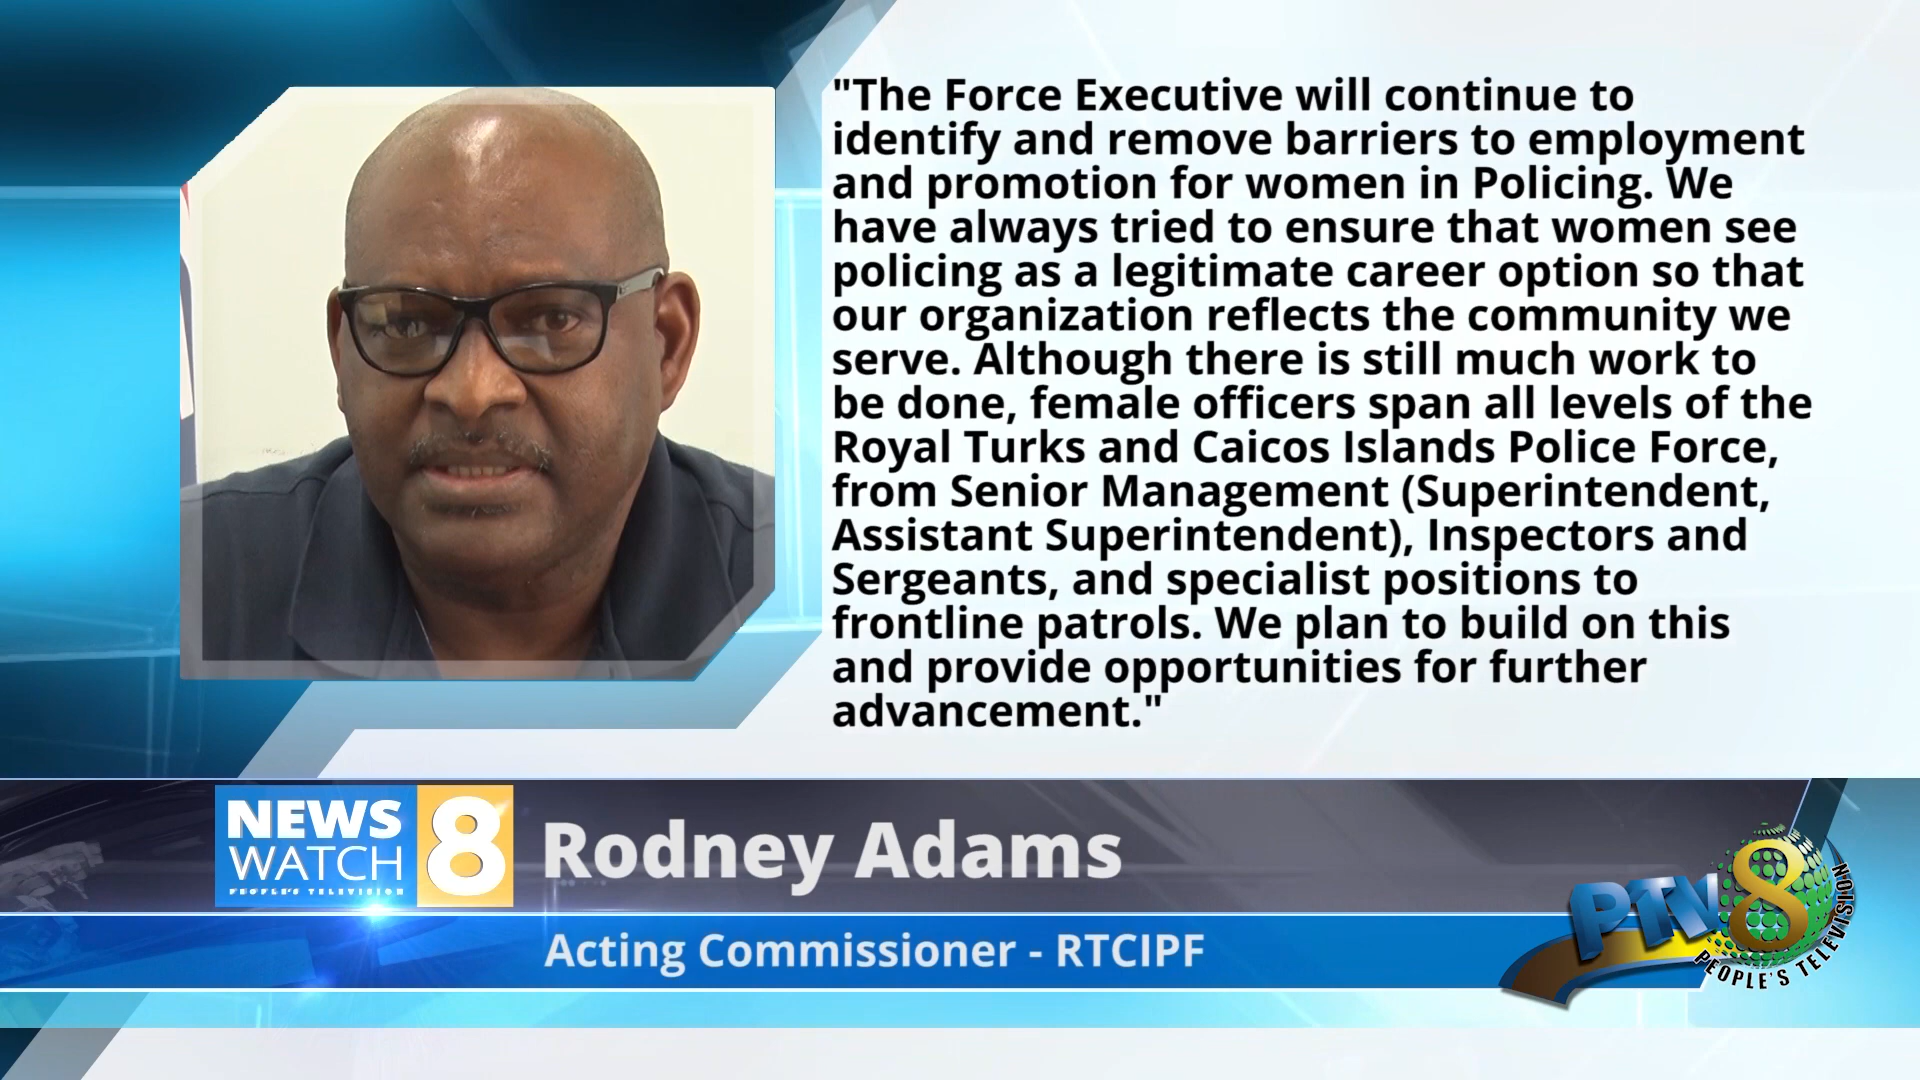 "The Force Executive will continue to
identify and remove barriers to employment
and promotion for women in Policing. We
have always tried to ensure that women see
policing as a legitimate career option so that
our organization reflects the community we
serve. Although there is still much work to
be done, female officers span all levels of the
Royal Turks and Caicos Islands Police Force,
from Senior Management (Superintendent,
Assistant Superintendent), Inspectors and
Sergeants, and specialist positions to
frontline patrols. We plan to build on this
and provide opportunities for further
advancement."
NEWS
WATCH 8
PEOPLE'S TELEVISION
Rodney Adams
Acting Commissioner - RTCIPF
PTV8
PEOPLE'S TELEVISION